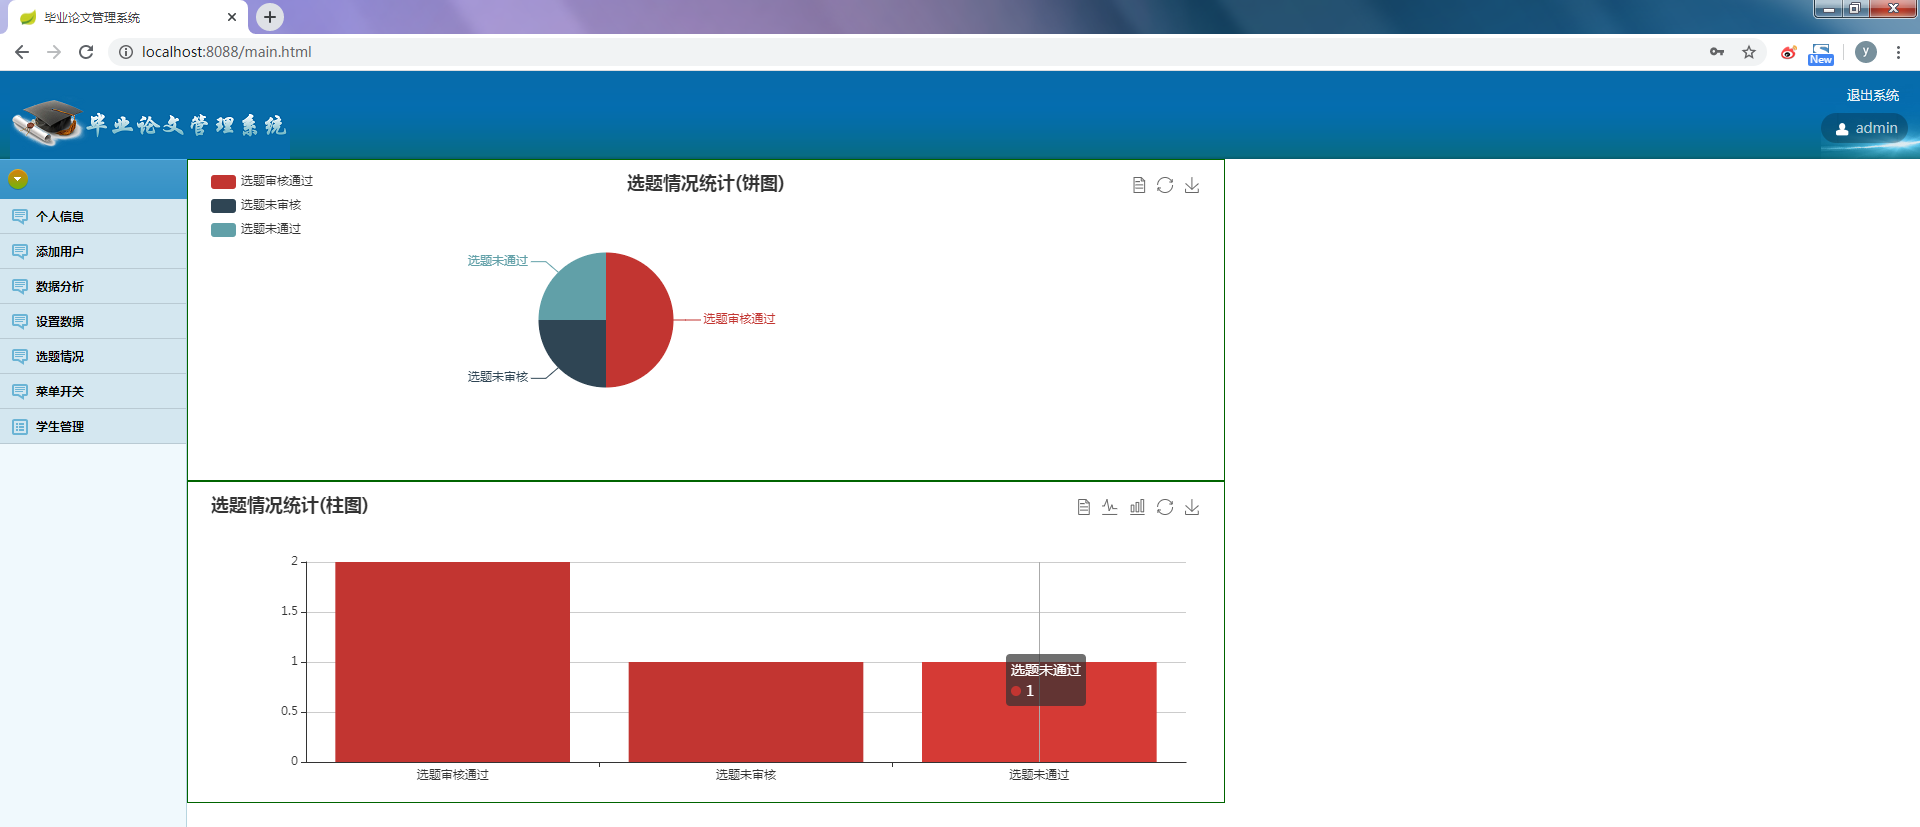 毕业论文管理系统
localhost:8088/main.html
New
y
毕业论文管理系统
退出系统
admin
个人信息
添加用户
数据分析
设置数据
选题情况
菜单开关
学生管理
选题审核通过
选题未审核
选题未通过
选题情况统计(饼图)
选题未通过
选题审核通过
选题未审核
选题情况统计(柱图)
2
1.5
1
0.5
0
选题未通过
1
选题审核通过
选题未审核
选题未通过